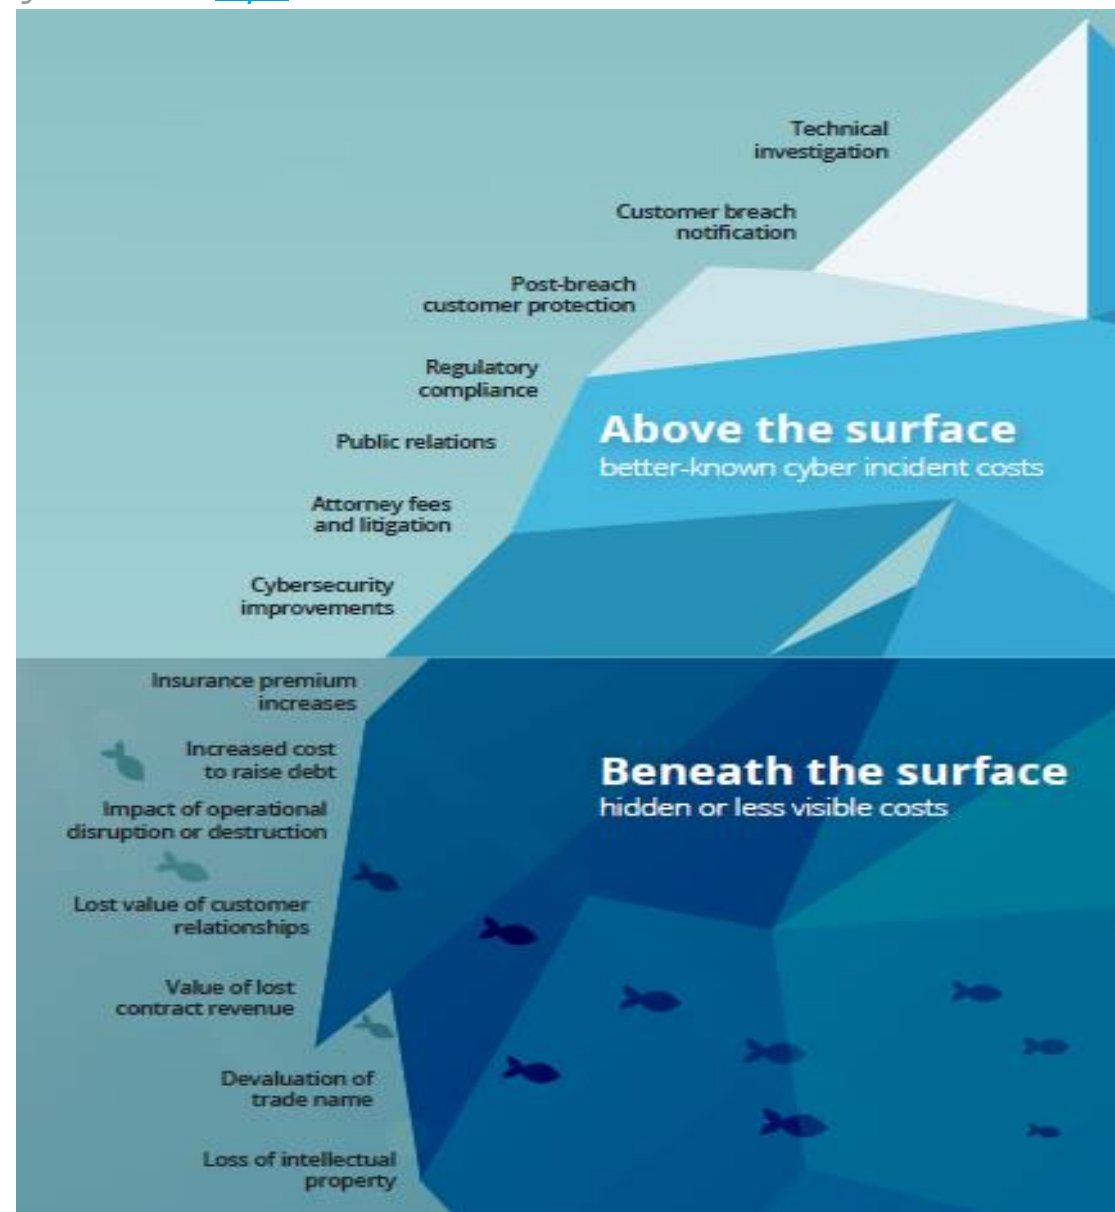 Technical
investigation
Customer breach
notification
Post-breach
customer protection
Regulatory
compliance
Public relations
Above the surface
better-known cyber incident costs
Attorney fees
and litigation
Cybersecurity
improvements
Insurance premium
increases
Increased cost
to raise debt
Beneath the surface
hidden or less visible costs
Impact of operational
disruption or destruction
Lost value of customer
relationships
Value of lost
contract revenue
Devaluation of
trade name
Loss of intellectual
property